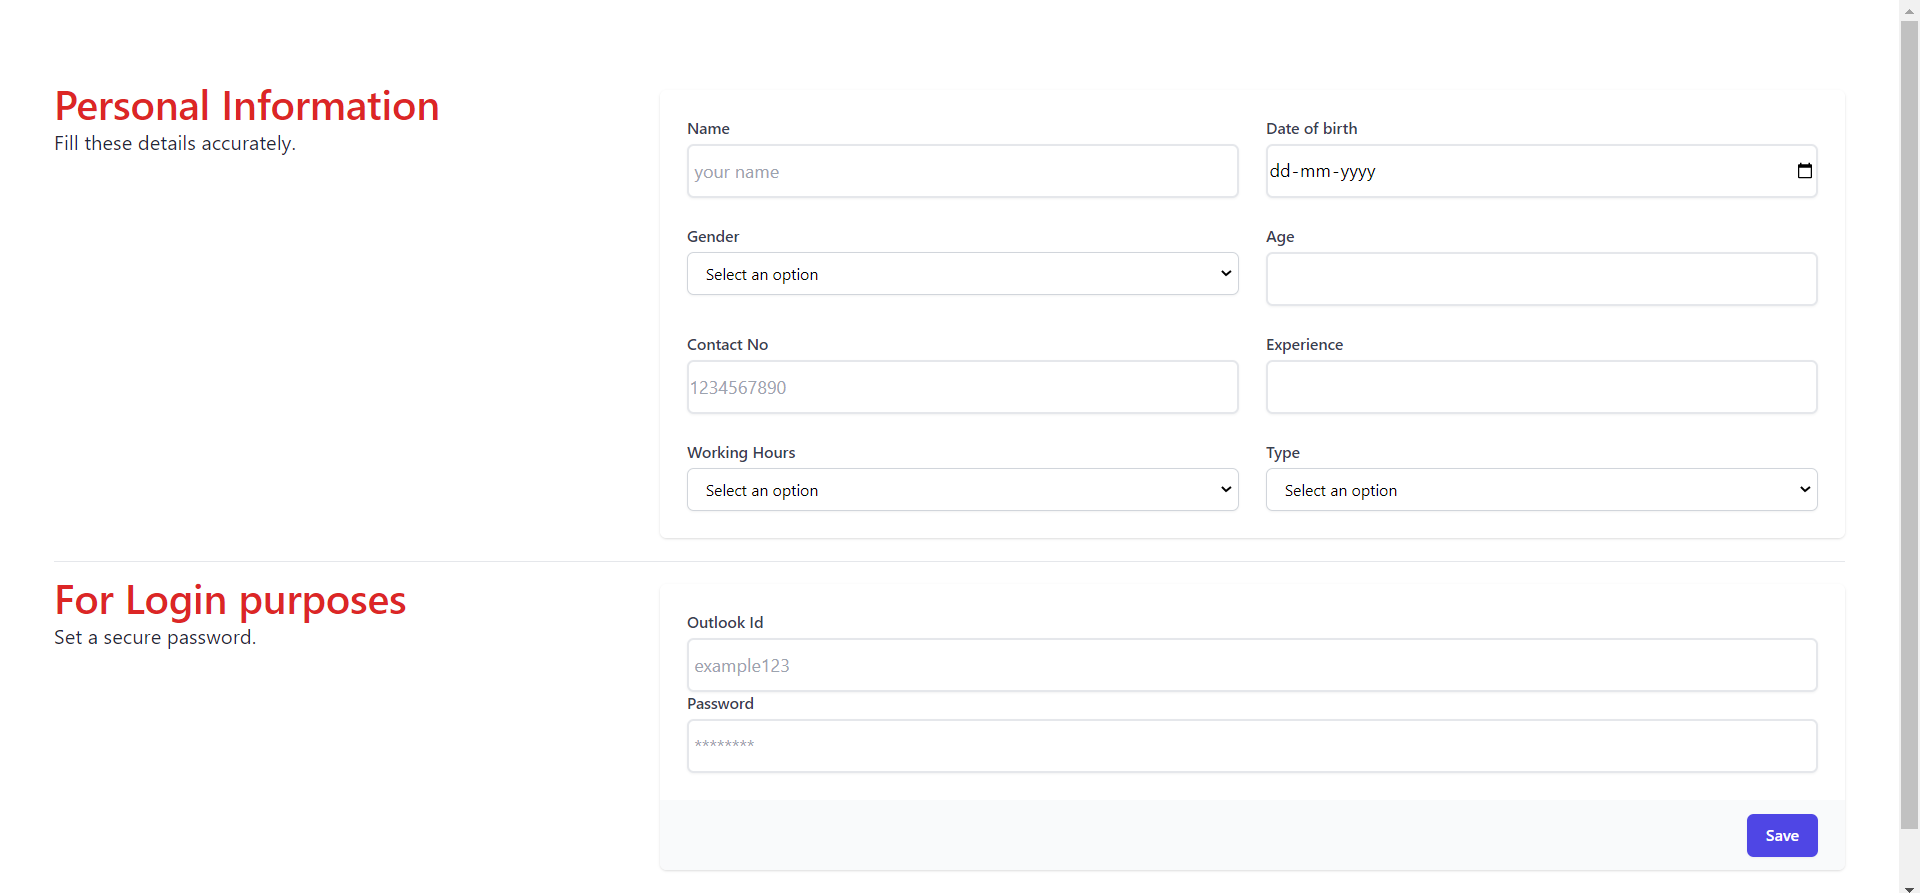 Personal Information
Fill these details accurately.
Name
your name
Date of birth
dd-mm-yyyy
Gender
Select an option
Age
Contact No
1234567890
Experience
Working Hours
Select an option
Type
Select an option
For Login purposes
Set a secure password.
Outlook Id
example123
Password
********
Save